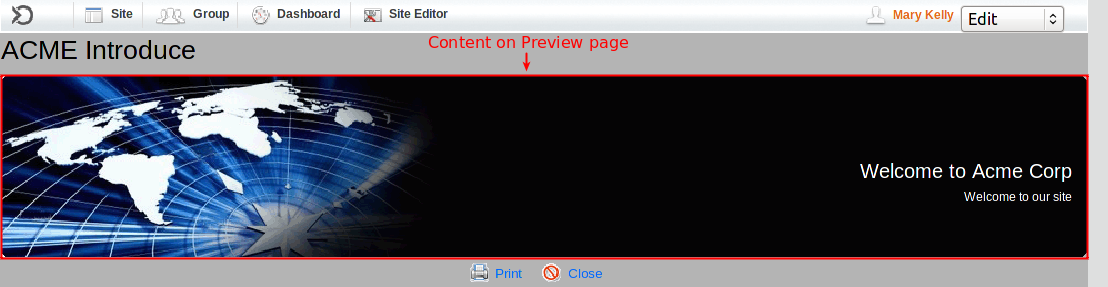 Site Group Dashboard Site Editor Mary Kelly Edit
Content on Preview page
ACME Introduce
Welcome to Acme Corp
Welcome to our site
Print Close